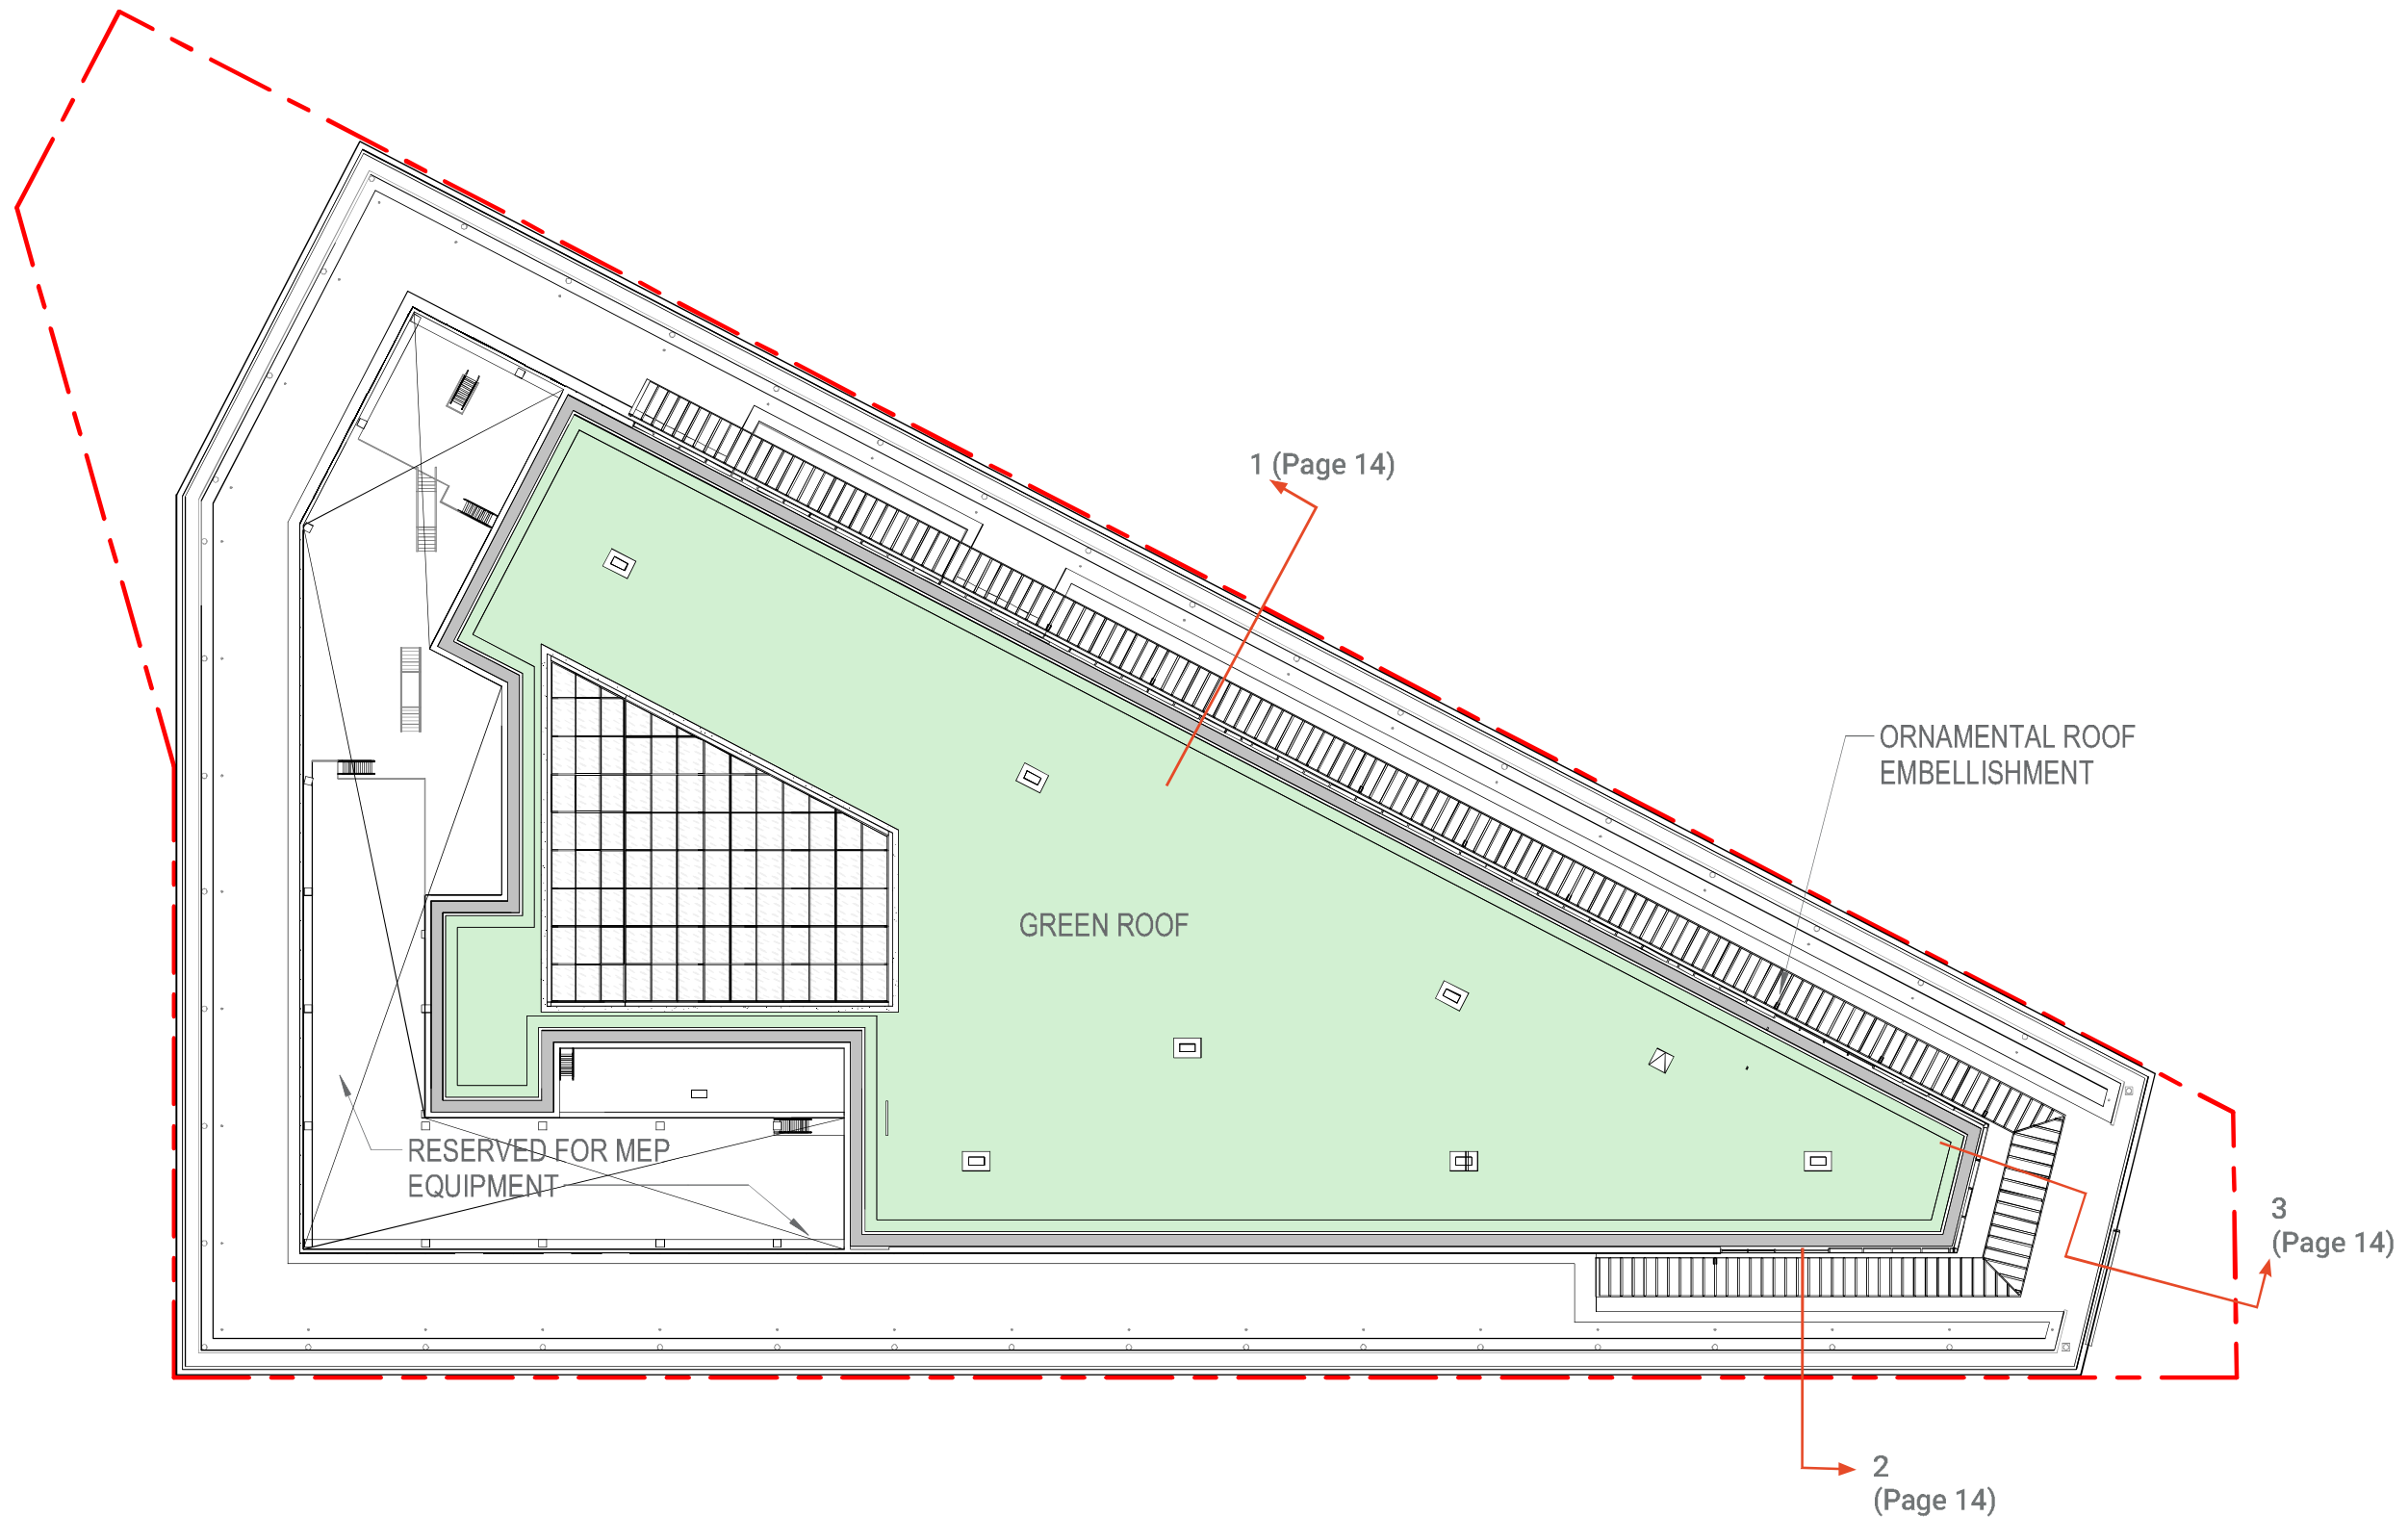 1 (Page 14)
ORNAMENTAL ROOF
EMBELLISHMENT
GREEN ROOF
RESERVED FOR MEP
EQUIPMENT
3
(Page 14)
2
(Page 14)